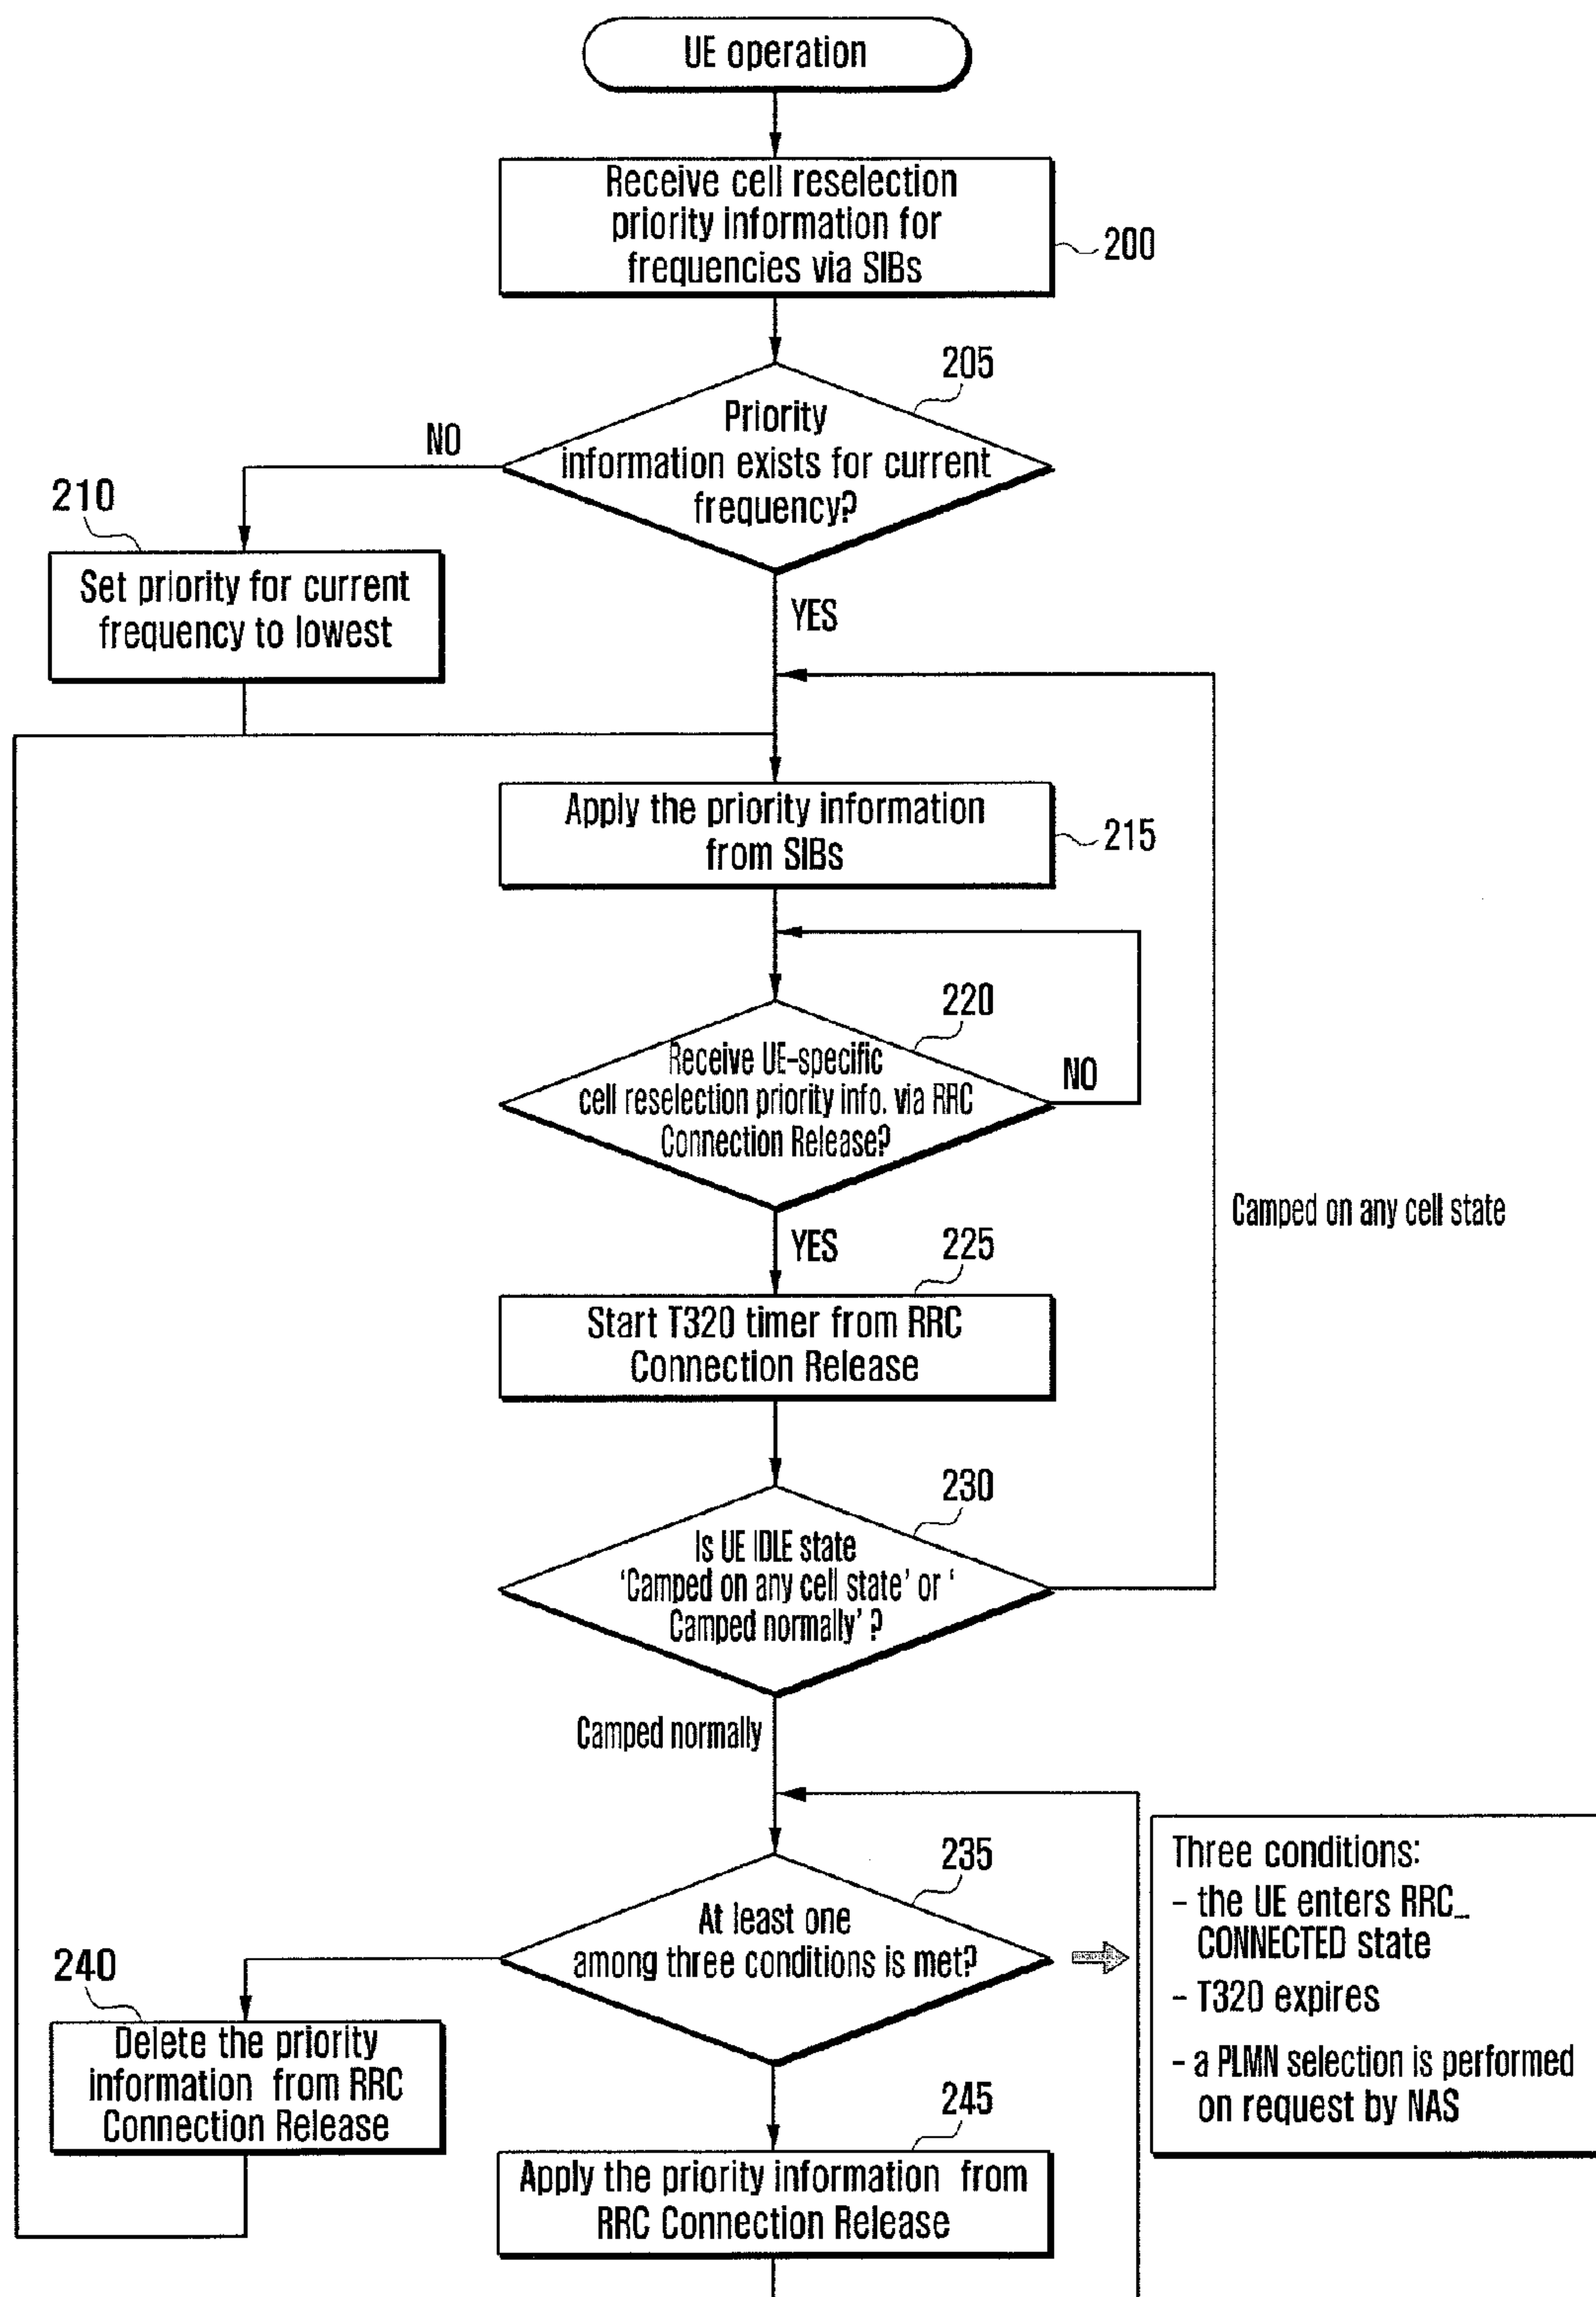 UE operation
Receive cell reselection
priority information for
frequencies via SIBs
200
205
Priority
information exists for current
frequency?
NO
210
Set priority for current
frequency to lowest
YES
Apply the priority information
from SIBs
215
220
Receive UE-specific
cell reselection priority info. via RRC
Connection Release?
NO
Camped on any cell state
YES
225
Start T320 timer from RRC
Connection Release
230
Is UE IDLE state
‘Camped on any cell state’ or ‘
Camped normally’ ?
Camped normally
235
At least one
among three conditions is met?
Three conditions:
- the UE enters RRC_
CONNECTED state
- T320 expires
- a PLMN selection is performed
on request by NAS
240
Delete the priority
information from RRC
Connection Release
245
Apply the priority information from
RRC Connection Release